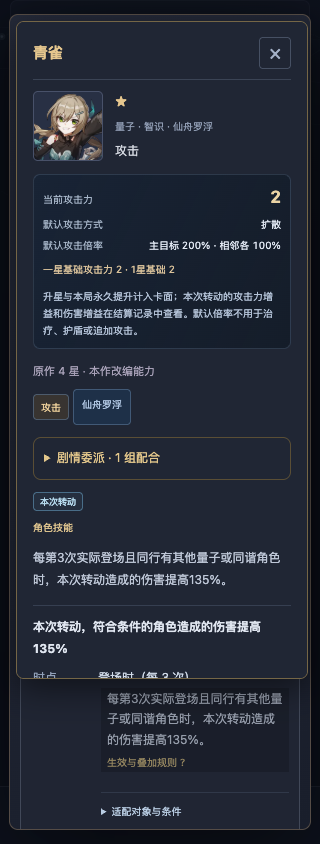 青雀
×
★
量子 · 智识 · 仙舟罗浮
攻击
当前攻击力 2
默认攻击方式 扩散
默认攻击倍率 主目标 200% · 相邻各 100%
一星基础攻击力 2 · 1星基础 2
升星与本局永久提升计入卡面；本次转动的攻击力增
益和伤害增益在结算记录中查看。默认倍率不用于治
疗、护盾或追加攻击。
原作 4 星 · 本作改编能力
攻击 仙舟罗浮
▶ 剧情委派 · 1 组配合
本次转动
角色技能
每第3次实际登场且同行有其他量子或同谐角色
时，本次转动造成的伤害提高135%。
本次转动，符合条件的角色造成的伤害提高
135%
时点 登场时（每 3 次）
每第3次实际登场且同行有其他量
子或同谐角色时，本次转动造成
的伤害提高135%。
生效与叠加规则 ?
▶ 适配对象与条件